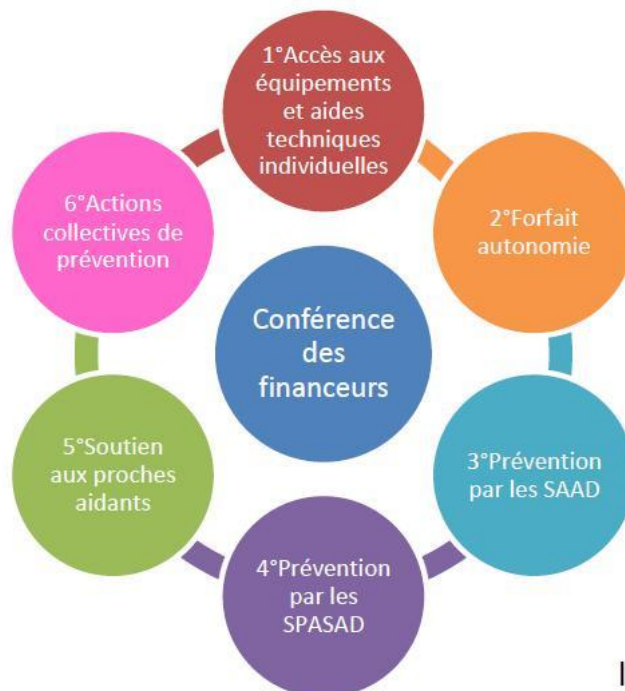 1°Accès aux
équipements
et aides
techniques
individuelles
2°Forfait
autonomie
3°Prévention
par les SAAD
4°Prévention
par les
SPASAD
5°Soutien
aux proches
aidants
6°Actions
collectives de
prévention
Conférence
des
financeurs